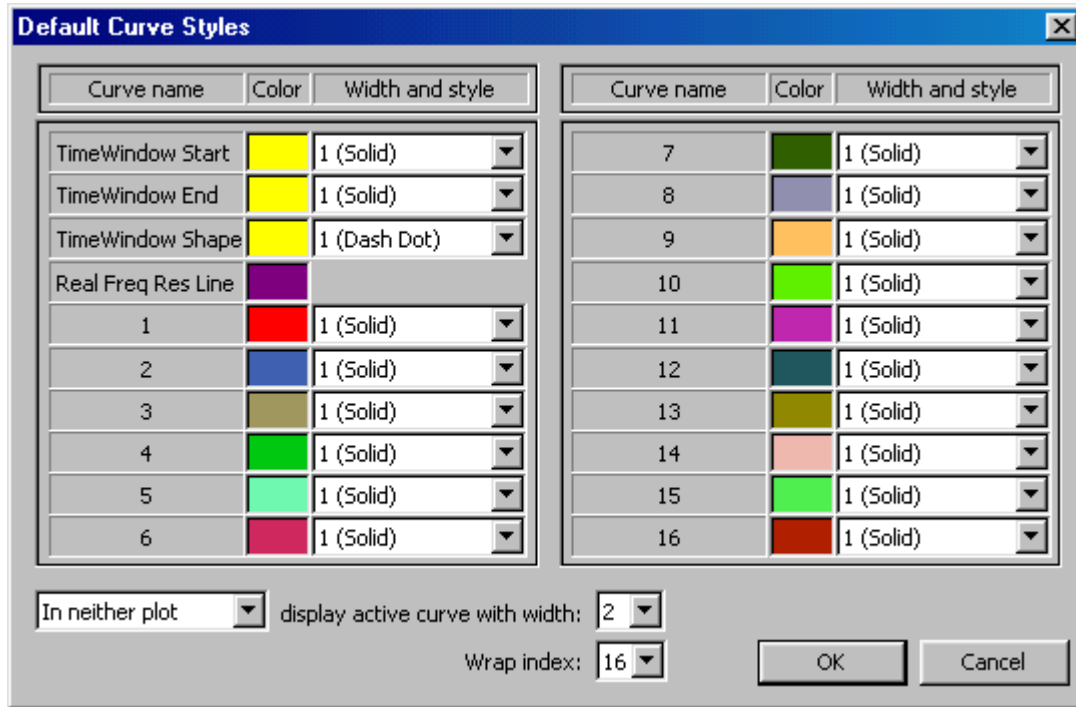 Default Curve Styles
Curve name Color Width and style
TimeWindow Start 1 (Solid)
TimeWindow End 1 (Solid)
TimeWindow Shape 1 (Dash Dot)
Real Freq Res Line
1 1 (Solid)
2 1 (Solid)
3 1 (Solid)
4 1 (Solid)
5 1 (Solid)
6 1 (Solid)
Curve name Color Width and style
7 1 (Solid)
8 1 (Solid)
9 1 (Solid)
10 1 (Solid)
11 1 (Solid)
12 1 (Solid)
13 1 (Solid)
14 1 (Solid)
15 1 (Solid)
16 1 (Solid)
In neither plot display active curve with width: 2
Wrap index: 16
OK Cancel